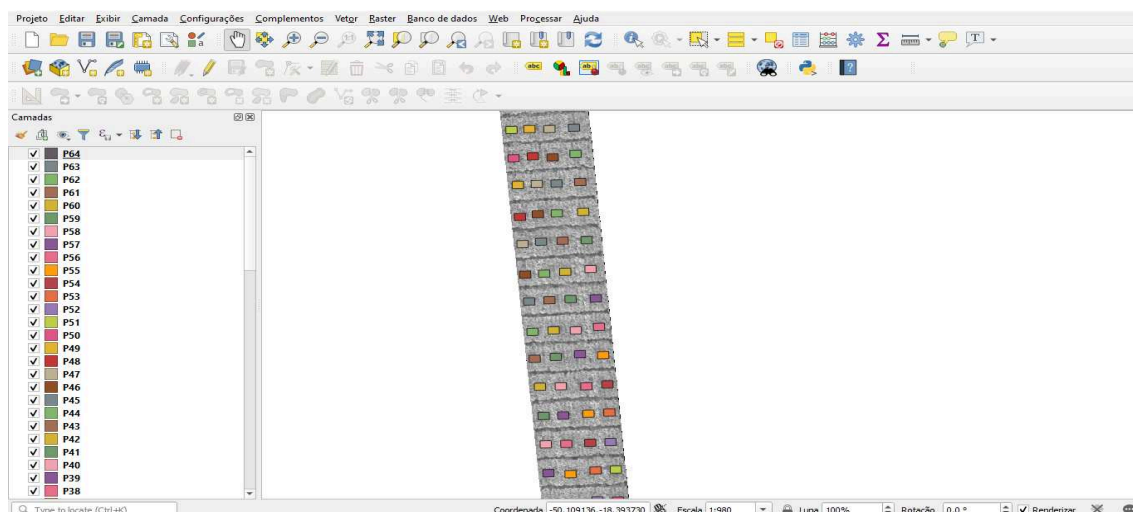 Projeto Editar Exibir Camada Configurações Complementos Vetor Raster Banco de dados Web Processar Ajuda
Camadas
P64
P63
P62
P61
P60
P59
P58
P57
P56
P55
P54
P53
P52
P51
P50
P49
P48
P47
P46
P45
P44
P43
P42
P41
P40
P39
P38
Type to locate (Ctrl+K)
Coordenada -50.109136,-18.393730 Escala 1:980 Lupa 100% Rotação 0,0 ° Renderizar